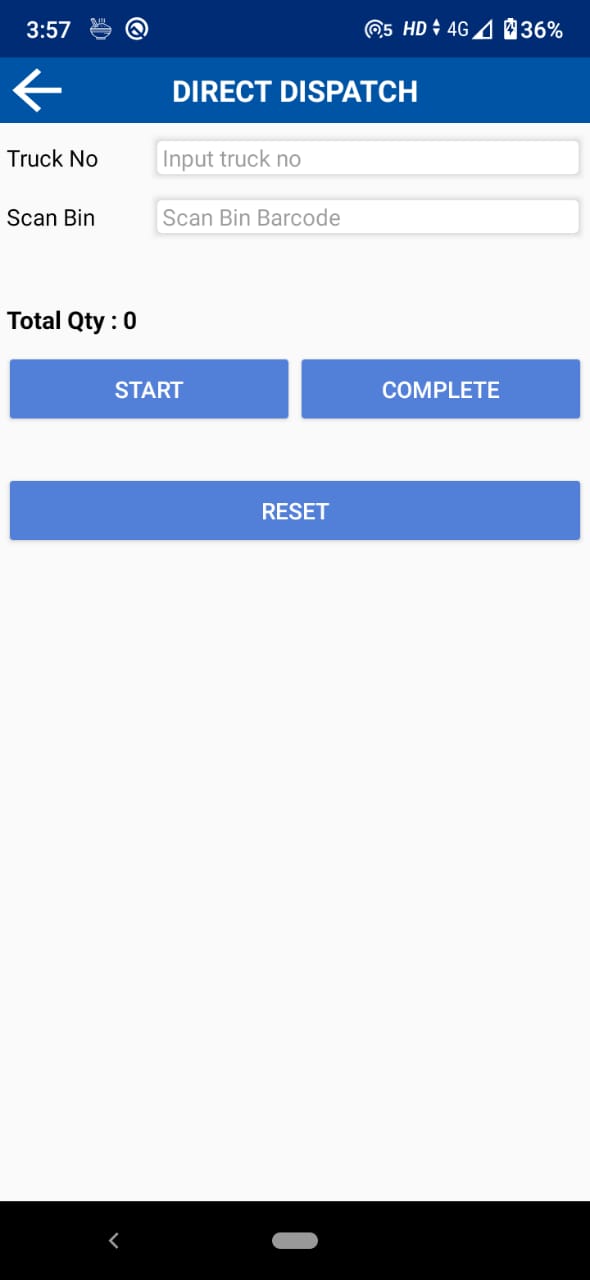 3:57 5 HD 4G 36%
DIRECT DISPATCH
Truck No Input truck no
Scan Bin Scan Bin Barcode
Total Qty : 0
START COMPLETE
RESET